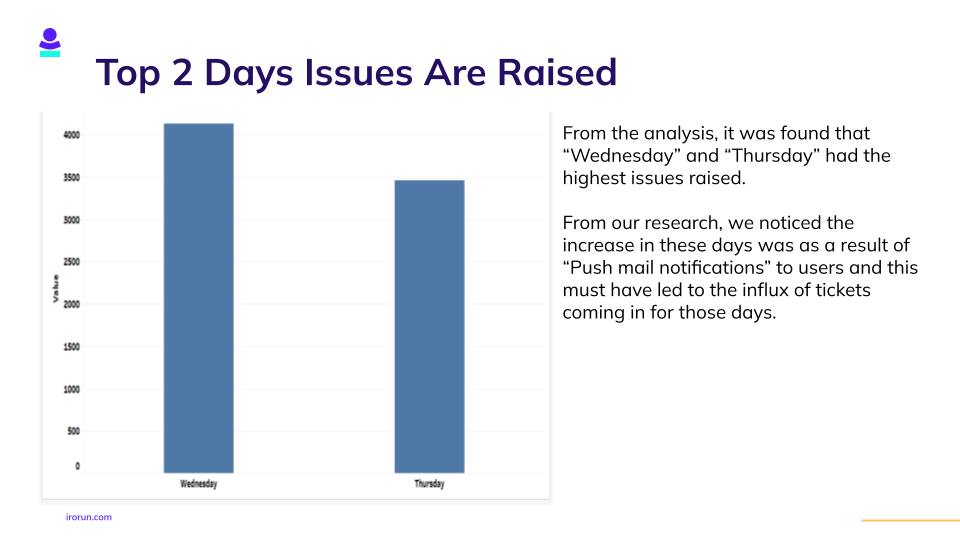 Top 2 Days Issues Are Raised
4000
3500
3000
2500
2000
1500
1000
500
0
Value
Wednesday
Thursday
From the analysis, it was found that
“Wednesday” and “Thursday” had the
highest issues raised.
From our research, we noticed the
increase in these days was as a result of
“Push mail notifications” to users and this
must have led to the influx of tickets
coming in for those days.
irorun.com